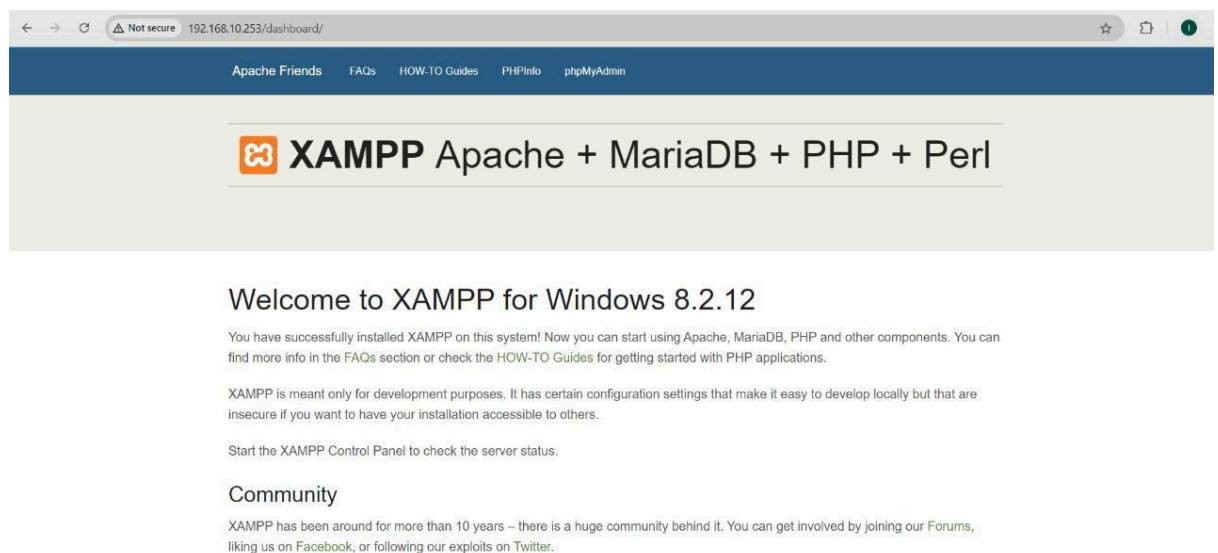 Not secure 192.168.10.253/dashboard/
Apache Friends FAQs HOW-TO Guides PHPInfo phpMyAdmin
XAMPP Apache + MariaDB + PHP + Perl
Welcome to XAMPP for Windows 8.2.12
You have successfully installed XAMPP on this system! Now you can start using Apache, MariaDB, PHP and other components. You can
find more info in the FAQs section or check the HOW-TO Guides for getting started with PHP applications.
XAMPP is meant only for development purposes. It has certain configuration settings that make it easy to develop locally but that are
insecure if you want to have your installation accessible to others.
Start the XAMPP Control Panel to check the server status.
Community
XAMPP has been around for more than 10 years – there is a huge community behind it. You can get involved by joining our Forums,
liking us on Facebook, or following our exploits on Twitter.